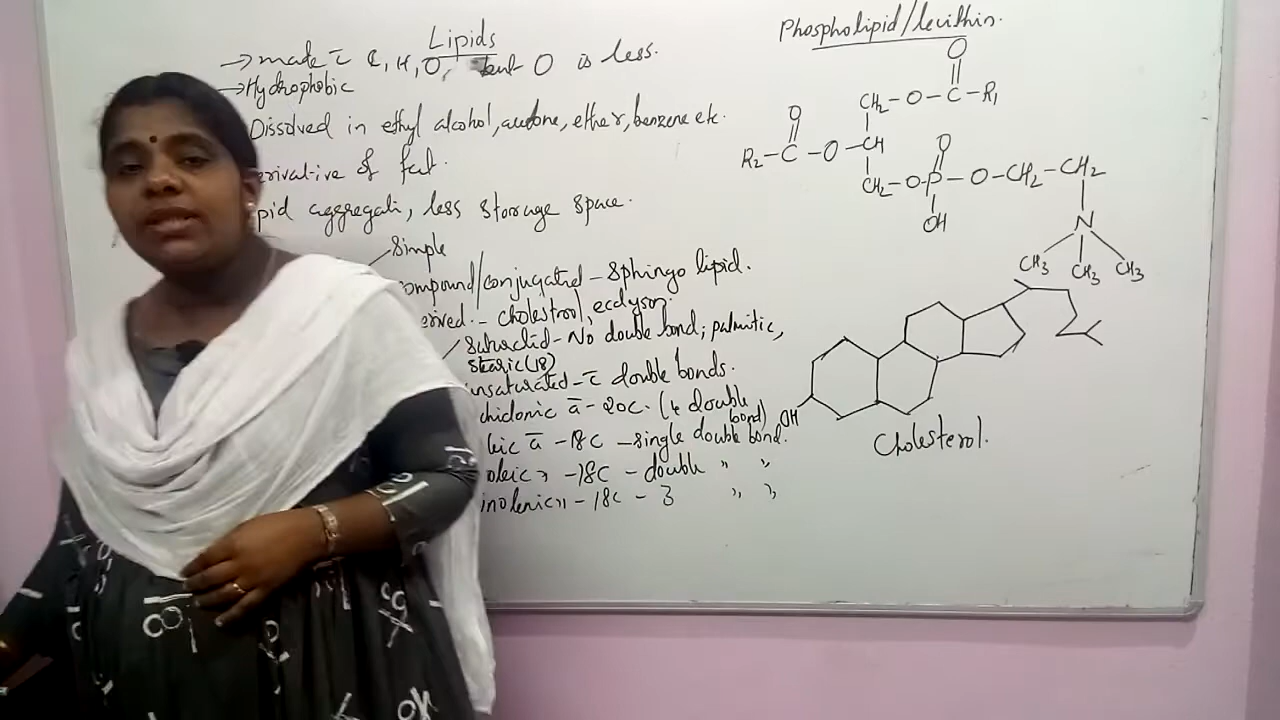 Lipids
→ made c̄ C, H, O, but O is less.
→ Hydrophobic
Dissolved in ethyl alcohol, acetone, ether, benzene etc.
erivative of fat.
pid aggregati, less storage space.
Simple
ompound/conjugated - Sphingo lipid.
erived - cholestrol, ecdyson.
Saturated - No double bond; palmitic,
stearic (18)
unsaturated - c̄ double bonds.
chidonic a̅ - 20C. (4 double
bond)
leic a̅ - 18C - single double bond.
oleic " - 18C - double " "
inolenic " - 18C - 3 " "
Phospholipid/lecithin.
O
CH₂ - O - C - R₁
O
R₂ - C - O - CH
O
CH₂ - O - P - O - CH₂ - CH₂
OH
N
CH₃ CH₃ CH₃
OH
Cholesterol.